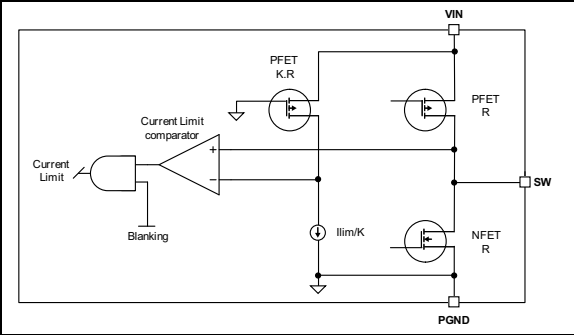 VIN
PFET
K.R
PFET
R
Current Limit
comparator
+
−
Current
Limit
Blanking
SW
Ilim/K
NFET
R
PGND